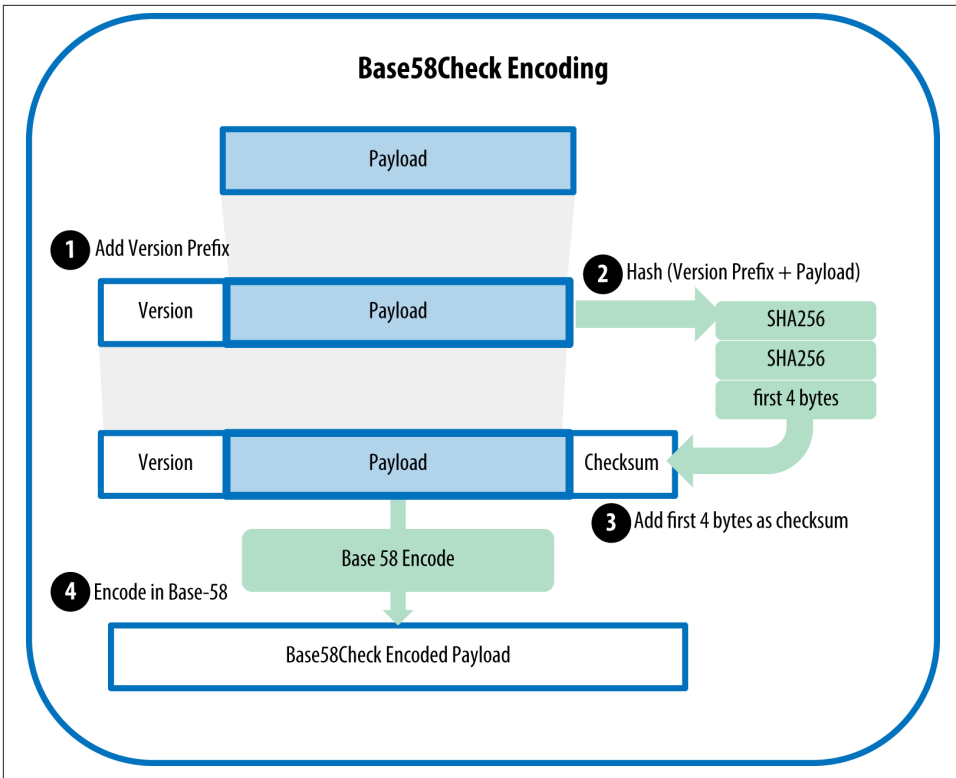 Base58Check Encoding
Payload
1 Add Version Prefix
2 Hash (Version Prefix + Payload)
Version
Payload
SHA256
SHA256
first 4 bytes
Version
Payload
Checksum
3 Add first 4 bytes as checksum
Base 58 Encode
4 Encode in Base-58
Base58Check Encoded Payload